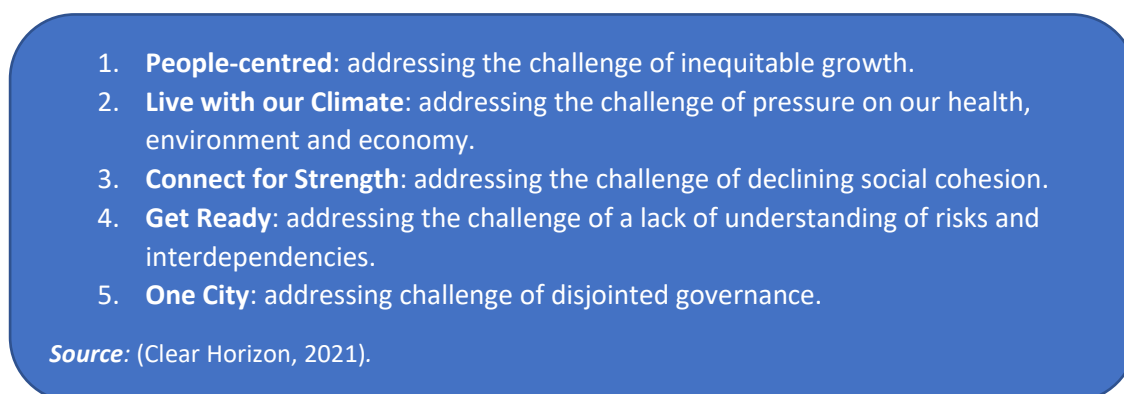 1. People-centred: addressing the challenge of inequitable growth.
2. Live with our Climate: addressing the challenge of pressure on our health,
environment and economy.
3. Connect for Strength: addressing the challenge of declining social cohesion.
4. Get Ready: addressing the challenge of a lack of understanding of risks and
interdependencies.
5. One City: addressing challenge of disjointed governance.
Source: (Clear Horizon, 2021).